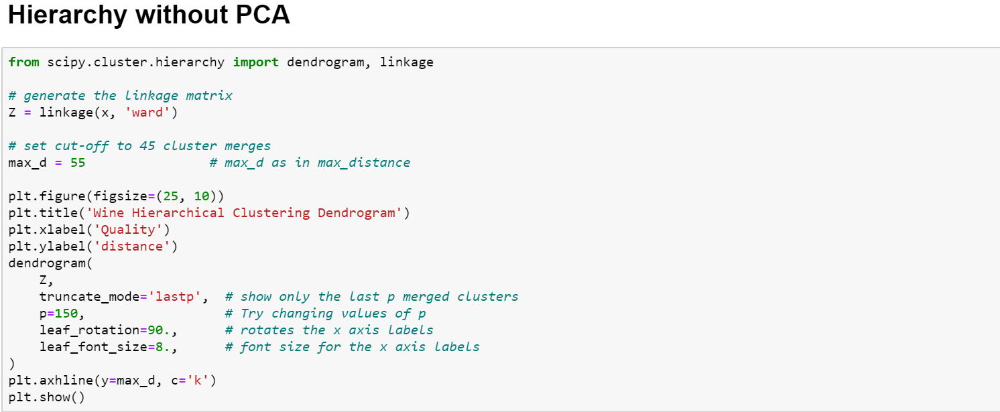 Hierarchy without PCA
from scipy.cluster.hierarchy import dendrogram, linkage
# generate the linkage matrix
Z = linkage(x, 'ward')
# set cut-off to 45 cluster merges
max_d = 55                # max_d as in max_distance
plt.figure(figsize=(25, 10))
plt.title('Wine Hierarchical Clustering Dendrogram')
plt.xlabel('Quality')
plt.ylabel('distance')
dendrogram(
    Z,
    truncate_mode='lastp',  # show only the last p merged clusters
    p=150,                  # Try changing values of p
    leaf_rotation=90.,      # rotates the x axis labels
    leaf_font_size=8.,      # font size for the x axis labels
)
plt.axhline(y=max_d, c='k')
plt.show()